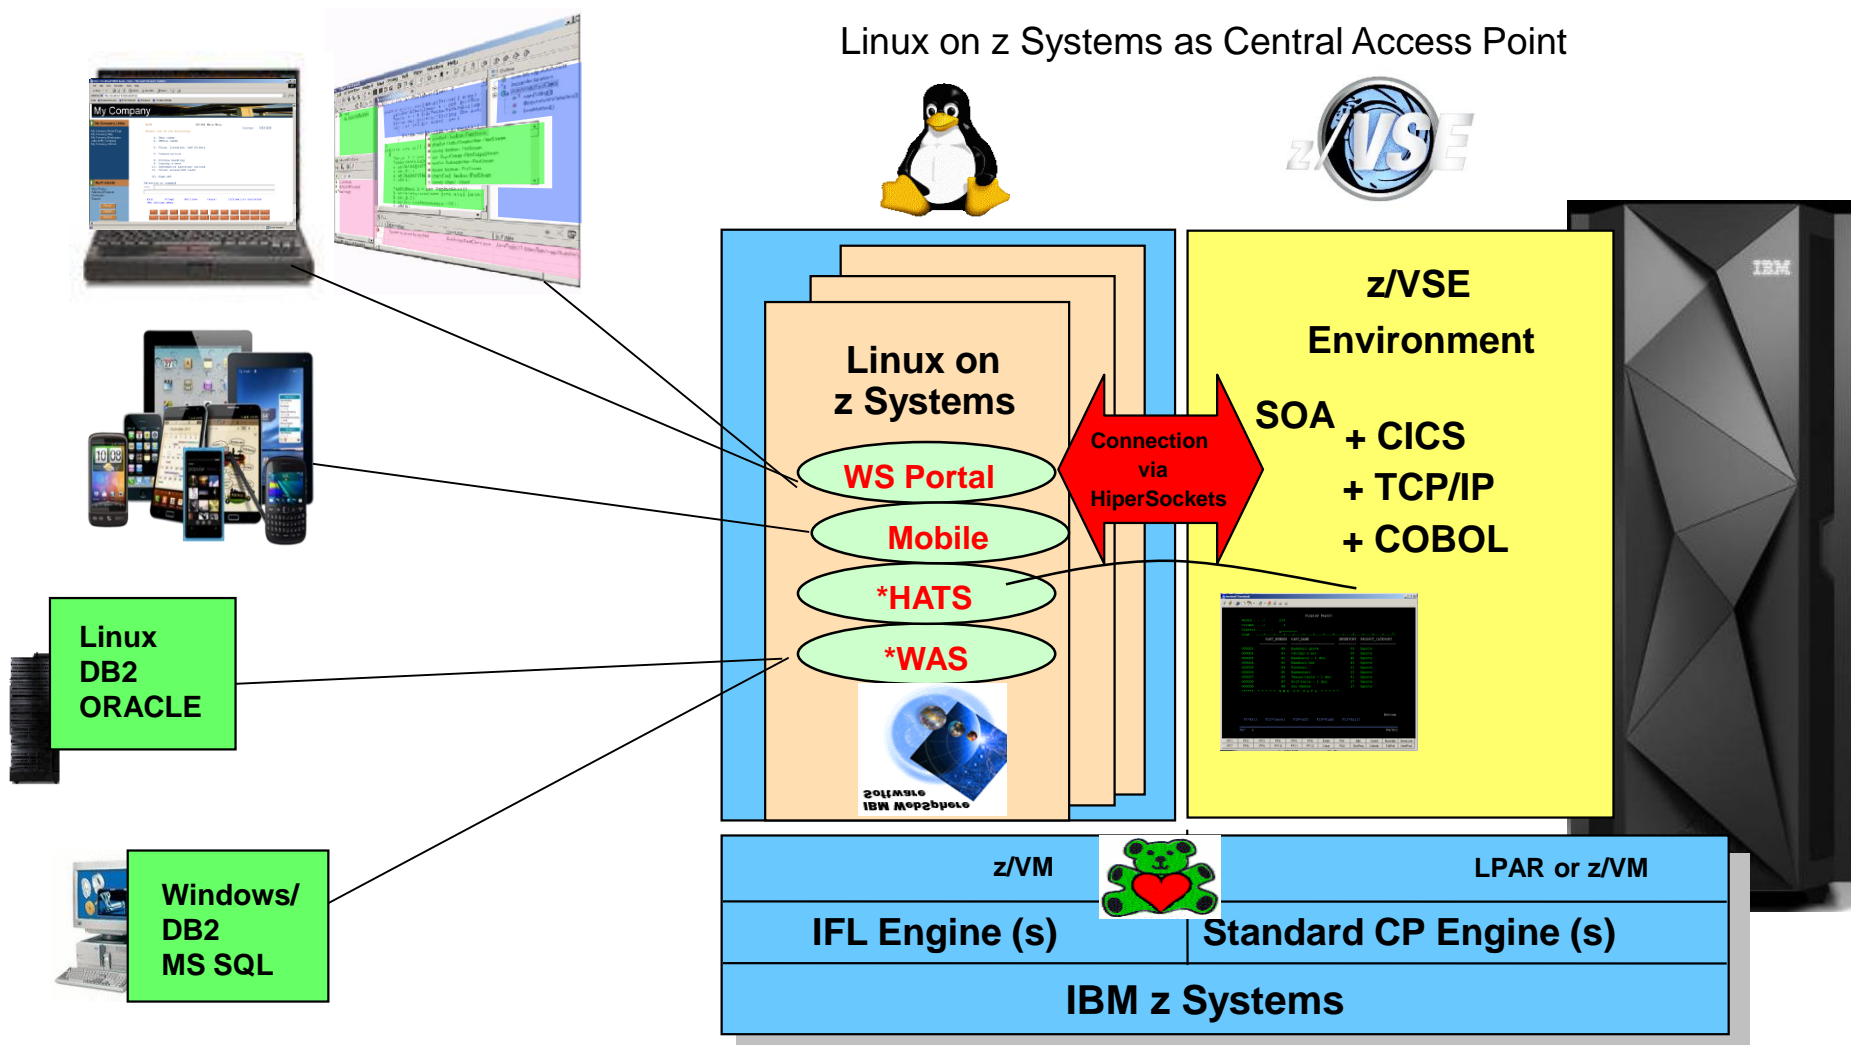 Linux on z Systems as Central Access Point
z/VSE
My Company
IBM
z/VSE
Environment
Linux on
z Systems
SOA
+ CICS
+ TCP/IP
+ COBOL
Connection
via
HiperSockets
WS Portal
Mobile
*HATS
*WAS
10:08
Linux
DB2
ORACLE
Software
IBM WebSphere
Windows/
DB2
MS SQL
z/VM
LPAR or z/VM
IFL Engine (s)
Standard CP Engine (s)
IBM z Systems